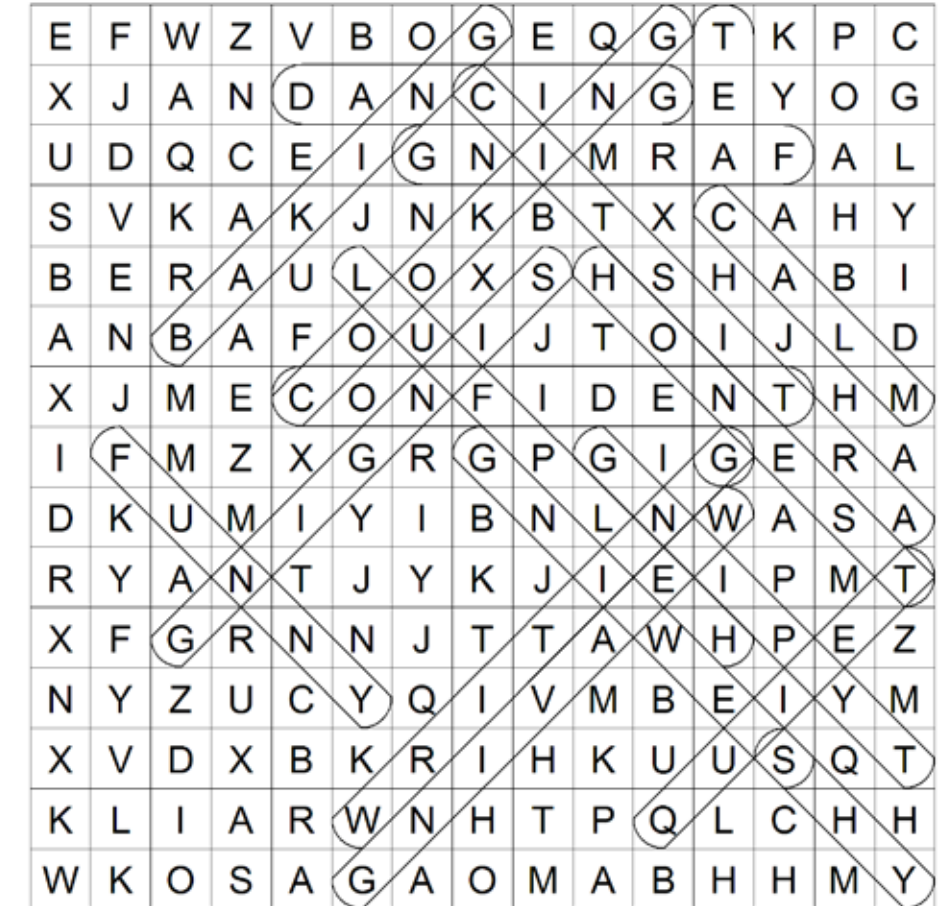 E F W Z V B O G E Q G T K P C
X J A N D A N C I N G E Y O G
U D Q C E I G N I M R A F A L
S V K A K J N K B T X C A H Y
B E R A U L O X S H S H A B I
A N B A F O U I J T O I J L D
X J M E C O N F I D E N T H M
I F M Z X G R G P G I G E R A
D K U M I Y I B N L N W A S A
R Y A N T J Y K J I E I P M T
X F G R N N J T T A W H P E Z
N Y Z U C Y Q I V M B E I Y M
X V D X B K R I H K U U S Q T
K L I A R W N H T P Q L C H H
W K O S A G A O M A B H H M Y